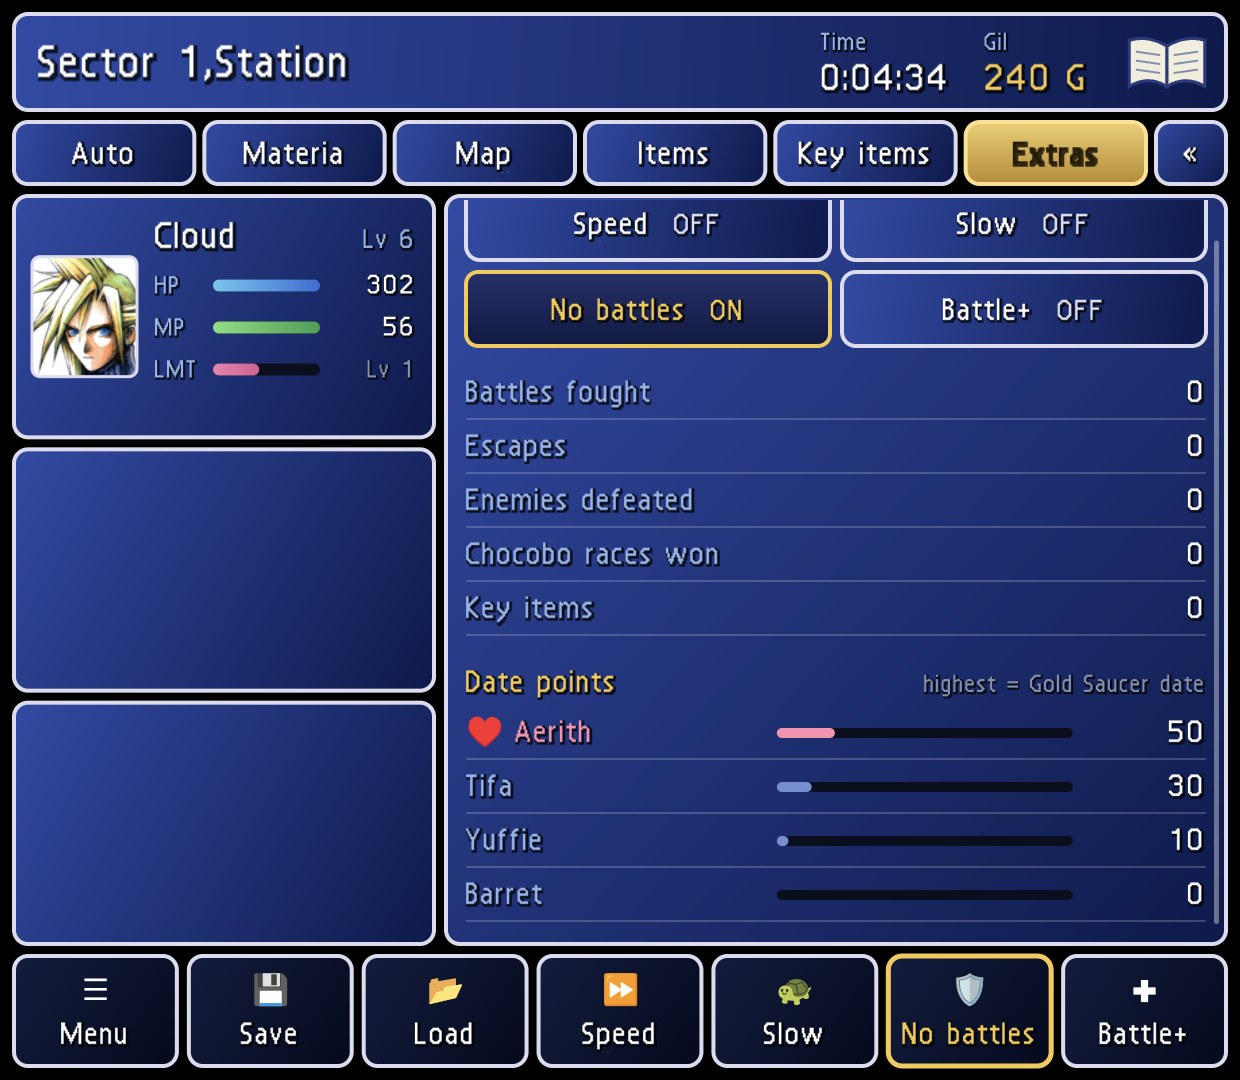 Sector 1,Station
Time
0:04:34
Gil
240 G
Auto
Materia
Map
Items
Key items
Extras
«
Cloud
Lv 6
HP 302
MP 56
LMT Lv 1
Speed OFF
Slow OFF
No battles ON
Battle+ OFF
Battles fought 0
Escapes 0
Enemies defeated 0
Chocobo races won 0
Key items 0
Date points
highest = Gold Saucer date
Aerith 50
Tifa 30
Yuffie 10
Barret 0
Menu
Save
Load
Speed
Slow
No battles
Battle+